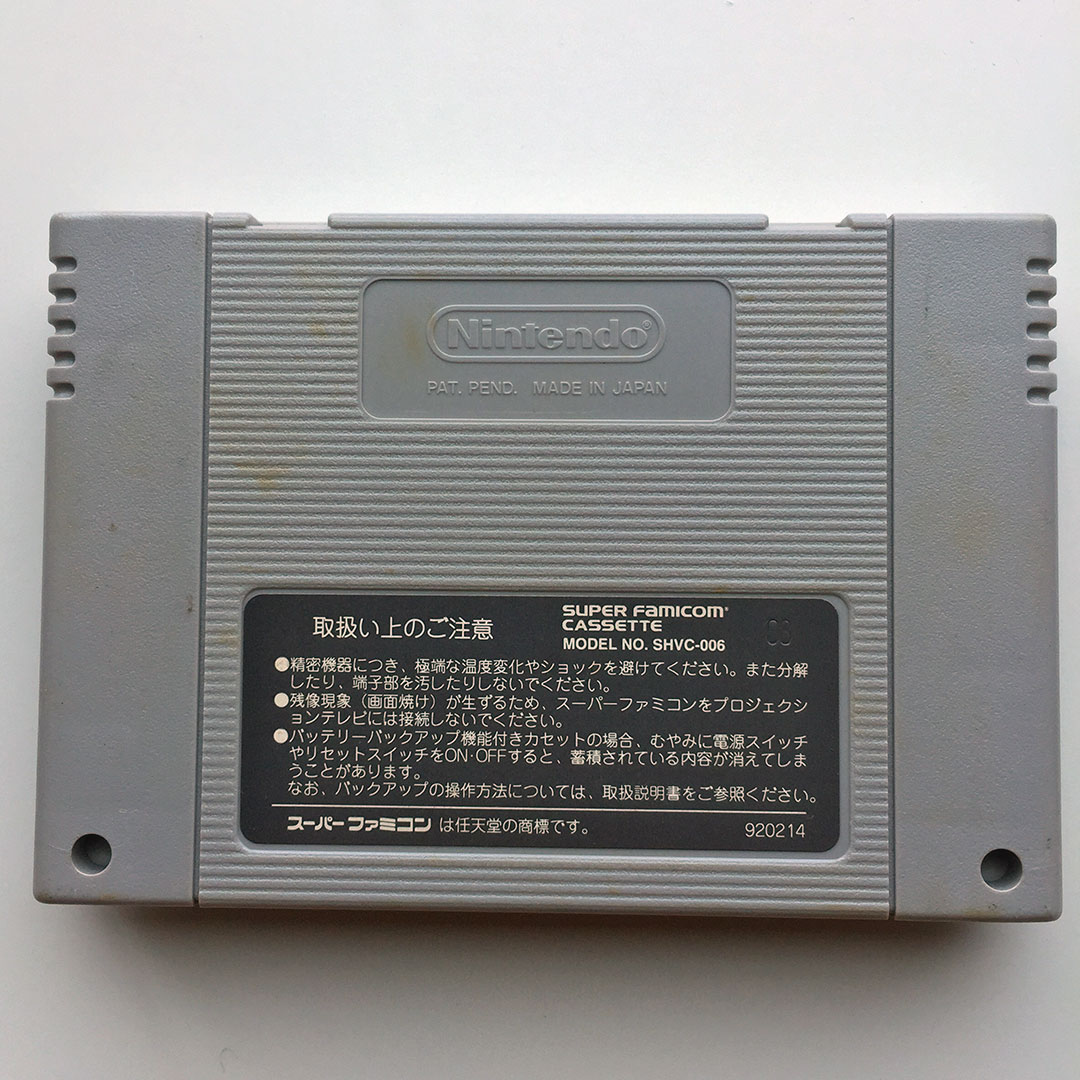 Nintendo®
PAT. PEND. MADE IN JAPAN
取扱い上のご注意
SUPER FAMICOM®
CASSETTE
MODEL NO. SHVC-006
●精密機器につき、極端な温度変化やショックを避けてください。また分解
したり、端子部を汚したりしないでください。
●残像現象（画面焼け）が生ずるため、スーパーファミコンをプロジェクシ
ョンテレビには接続しないでください。
●バッテリーバックアップ機能付きカセットの場合、むやみに電源スイッチ
やリセットスイッチをON·OFFすると、蓄積されている内容が消えてしま
うことがあります。
なお、バックアップの操作方法については、取扱説明書をご参照ください。
スーパーファミコンは任天堂の商標です。
920214